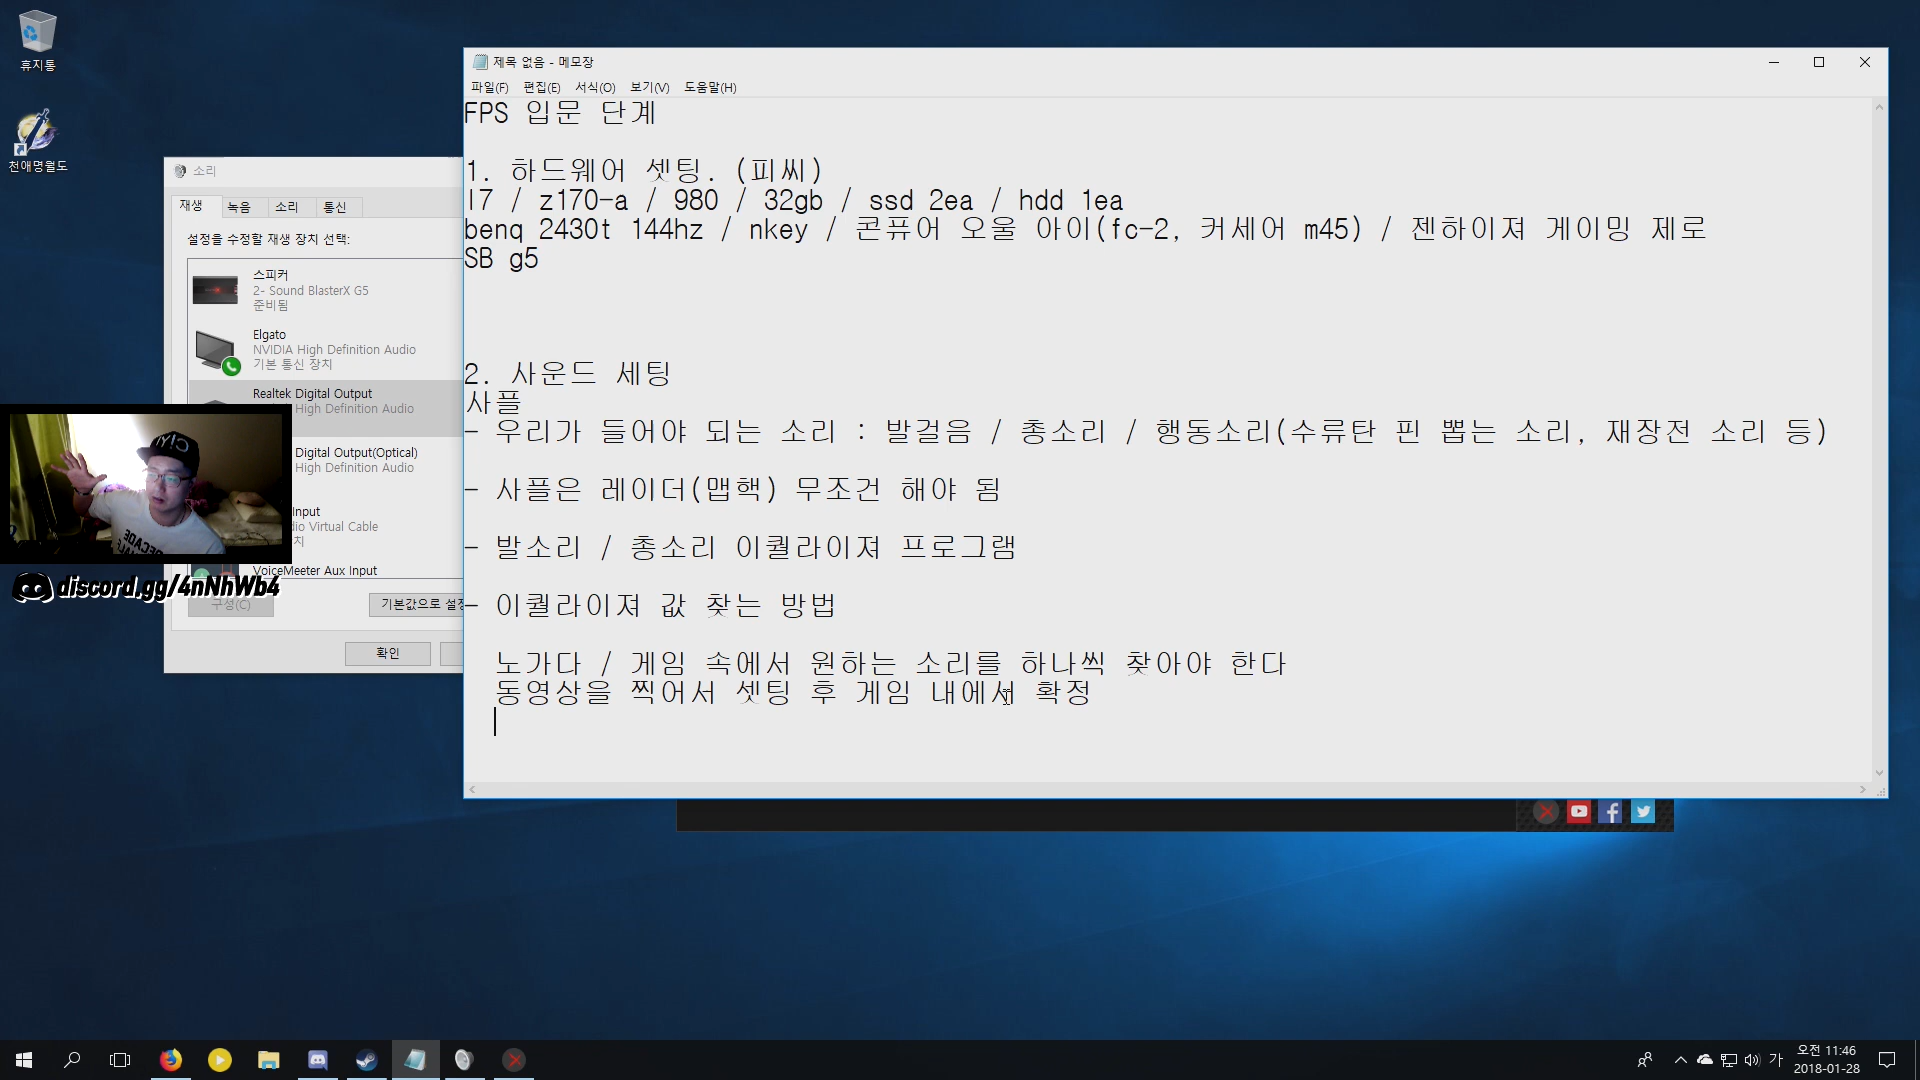 휴지통
천애명월도
제목 없음 - 메모장
파일(F) 편집(E) 서식(O) 보기(V) 도움말(H)
FPS 입문 단계
1. 하드웨어 셋팅. (피씨)
I7 / z170-a / 980 / 32gb / ssd 2ea / hdd 1ea
benq 2430t 144hz / nkey / 콘퓨어 오울 아이(fc-2, 커세어 m45) / 젠하이져 게이밍 제로
SB g5
2. 사운드 세팅
사플
- 우리가 들어야 되는 소리 : 발걸음 / 총소리 / 행동소리(수류탄 핀 뽑는 소리, 재장전 소리 등)
- 사플은 레이더(맵핵) 무조건 해야 됨
- 발소리 / 총소리 이퀄라이져 프로그램
- 이퀄라이져 값 찾는 방법
노가다 / 게임 속에서 원하는 소리를 하나씩 찾아야 한다
동영상을 찍어서 셋팅 후 게임 내에서 확정
소리
재생 녹음 소리 통신
설정을 수정할 재생 장치 선택:
스피커
2- Sound BlasterX G5
준비됨
Elgato
NVIDIA High Definition Audio
기본 통신 장치
Realtek Digital Output
High Definition Audio
Digital Output(Optical)
High Definition Audio
Input
dio Virtual Cable
치
VoiceMeeter Aux Input
discord.gg/4nNhWb4
구성(C) 기본값으로 설정
확인
가
오전 11:46
2018-01-28